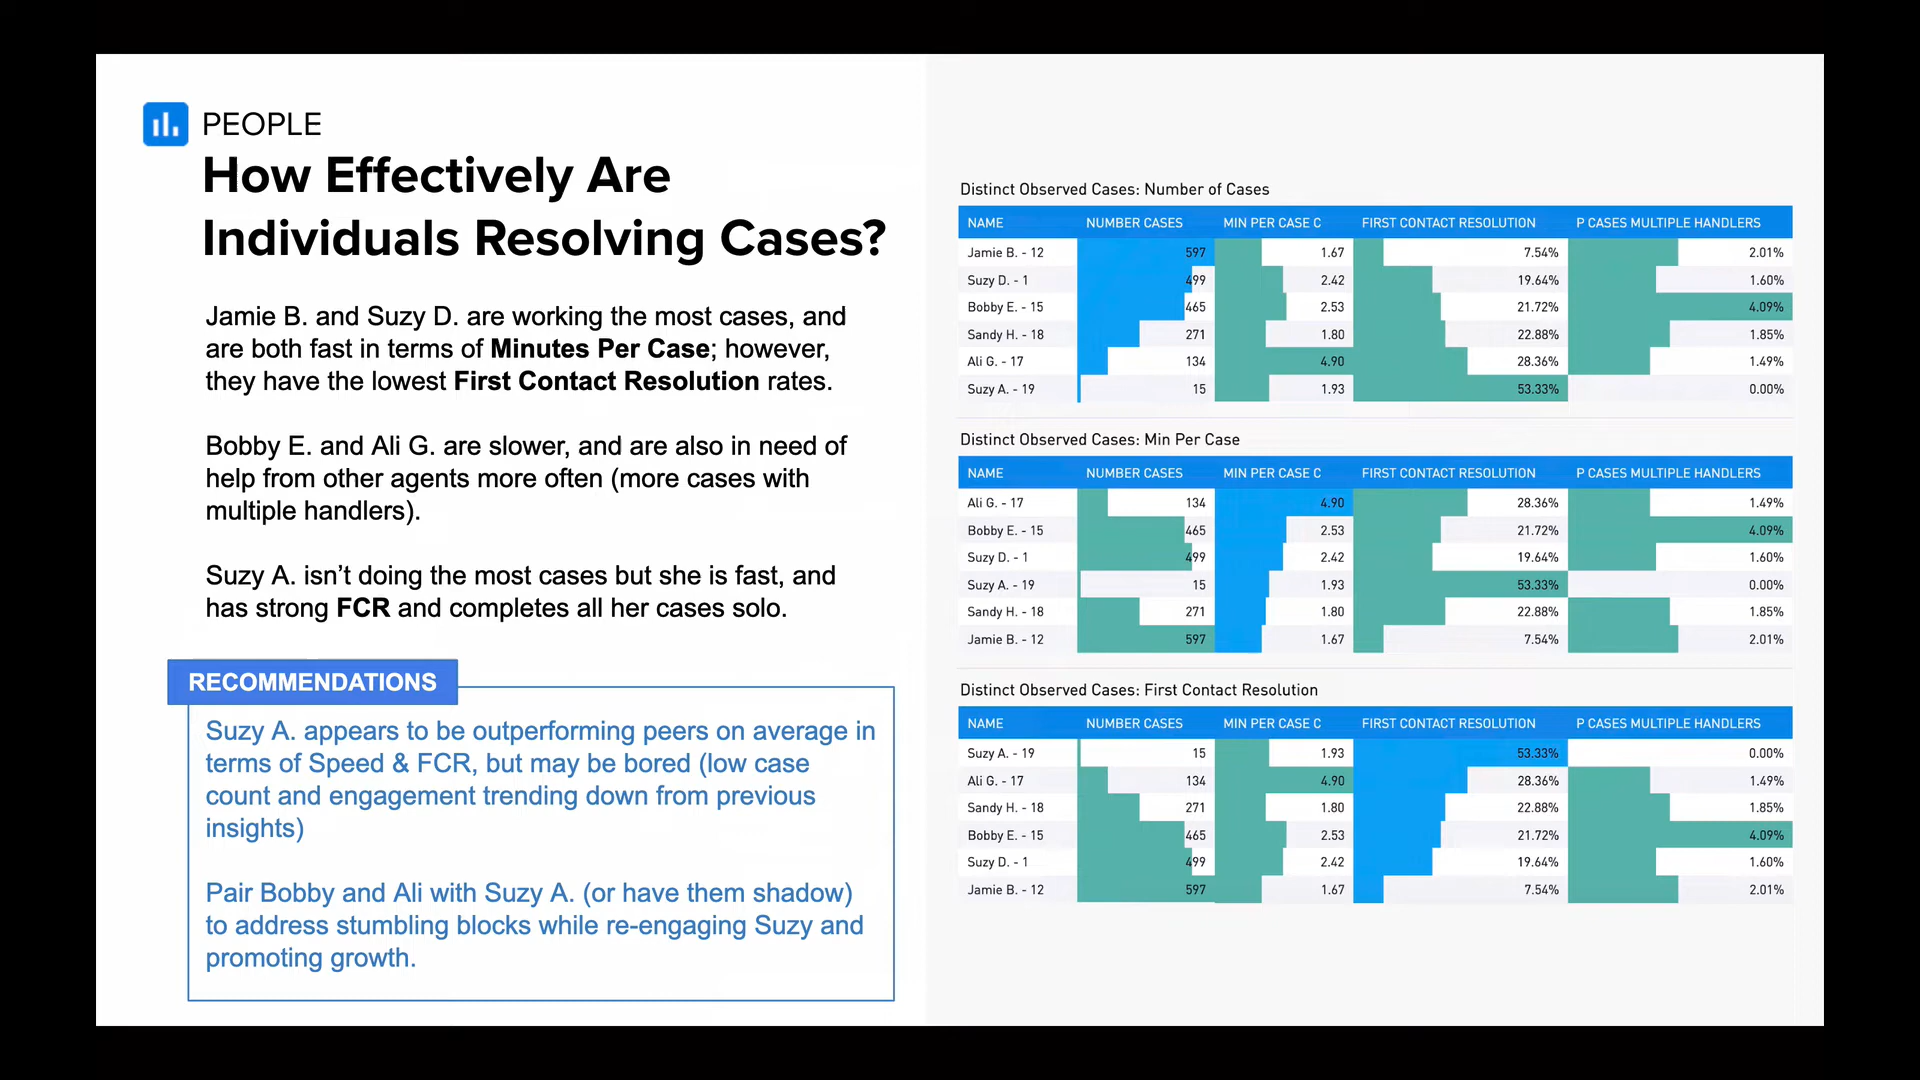 PEOPLE
How Effectively Are
Individuals Resolving Cases?
Jamie B. and Suzy D. are working the most cases, and
are both fast in terms of Minutes Per Case; however,
they have the lowest First Contact Resolution rates.
Bobby E. and Ali G. are slower, and are also in need of
help from other agents more often (more cases with
multiple handlers).
Suzy A. isn’t doing the most cases but she is fast, and
has strong FCR and completes all her cases solo.
RECOMMENDATIONS
Suzy A. appears to be outperforming peers on average in
terms of Speed & FCR, but may be bored (low case
count and engagement trending down from previous
insights)
Pair Bobby and Ali with Suzy A. (or have them shadow)
to address stumbling blocks while re-engaging Suzy and
promoting growth.
Distinct Observed Cases: Number of Cases
NAME NUMBER CASES MIN PER CASE C FIRST CONTACT RESOLUTION P CASES MULTIPLE HANDLERS
Jamie B. - 12 597 1.67 7.54% 2.01%
Suzy D. - 1 499 2.42 19.64% 1.60%
Bobby E. - 15 465 2.53 21.72% 4.09%
Sandy H. - 18 271 1.80 22.88% 1.85%
Ali G. - 17 134 4.90 28.36% 1.49%
Suzy A. - 19 15 1.93 53.33% 0.00%
Distinct Observed Cases: Min Per Case
NAME NUMBER CASES MIN PER CASE C FIRST CONTACT RESOLUTION P CASES MULTIPLE HANDLERS
Ali G. - 17 134 4.90 28.36% 1.49%
Bobby E. - 15 465 2.53 21.72% 4.09%
Suzy D. - 1 499 2.42 19.64% 1.60%
Suzy A. - 19 15 1.93 53.33% 0.00%
Sandy H. - 18 271 1.80 22.88% 1.85%
Jamie B. - 12 597 1.67 7.54% 2.01%
Distinct Observed Cases: First Contact Resolution
NAME NUMBER CASES MIN PER CASE C FIRST CONTACT RESOLUTION P CASES MULTIPLE HANDLERS
Suzy A. - 19 15 1.93 53.33% 0.00%
Ali G. - 17 134 4.90 28.36% 1.49%
Sandy H. - 18 271 1.80 22.88% 1.85%
Bobby E. - 15 465 2.53 21.72% 4.09%
Suzy D. - 1 499 2.42 19.64% 1.60%
Jamie B. - 12 597 1.67 7.54% 2.01%